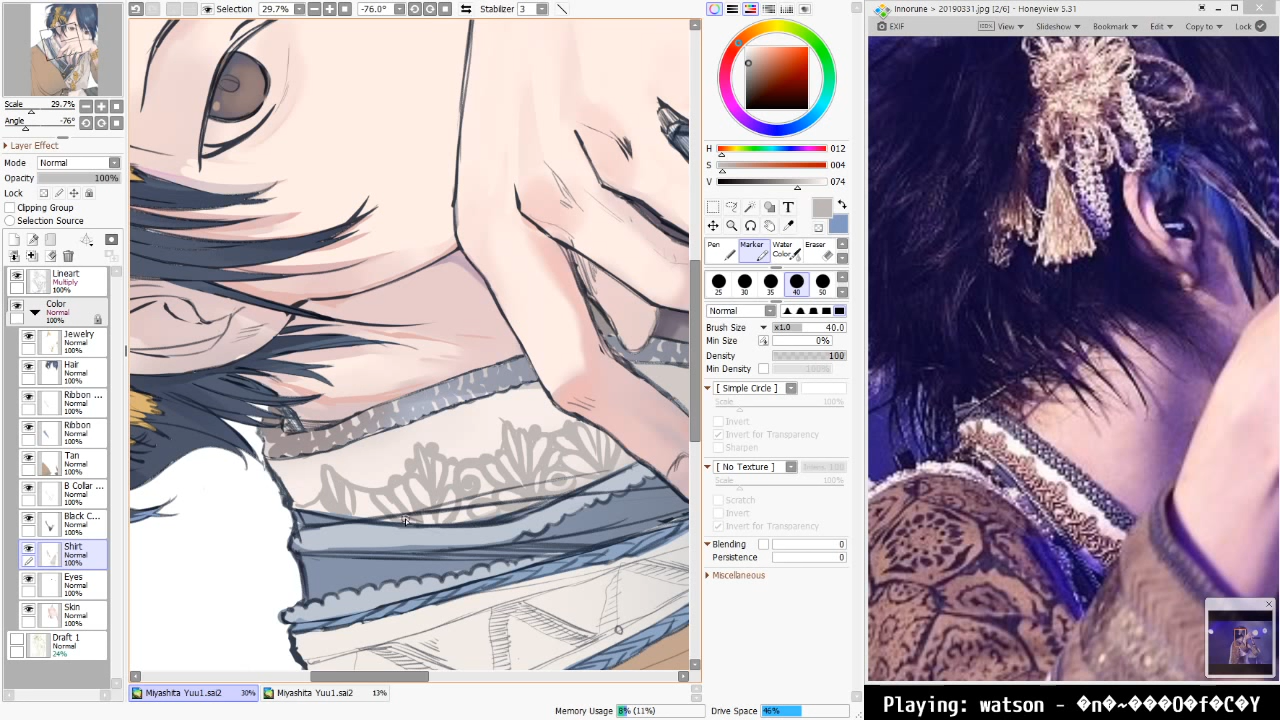 Selection
29.7%
-76.0°
Stabilizer
3
Scale
29.7%
Angle
-76°
Layer Effect
Mode
Normal
Opacity
100%
Lock
Clipping Group
Selection Source
Lineart
Multiply
100%
Color
Normal
100%
Jewelry
Normal
100%
Hair
Normal
100%
Ribbon ...
Normal
100%
Ribbon
Normal
100%
Tan
Normal
100%
B Collar ...
Normal
100%
Black C...
Normal
100%
Shirt
Normal
100%
Eyes
Normal
100%
Skin
Normal
100%
Draft 1
24%
Miyashita Yuu1.sai2
30%
Miyashita Yuu1.sai2
13%
Memory Usage
8% (11%)
Drive Space
46%
H
012
S
004
V
074
T
Pen
Marker
Water Color
Eraser
25
30
35
40
50
Normal
Brush Size
x1.0
40.0
Min Size
0%
Density
100
Min Density
100%
[ Simple Circle ]
Scale
100%
Invert
Invert for Transparency
Sharpen
[ No Texture ]
Intens. 100
Scale
100%
Scratch
Invert
Invert for Transparency
Blending
0
Persistence
0
Miscellaneous
Innorune > 20190331.jpg [2/6] - Honeyview 5.31
EXIF
View
Slideshow
Bookmark
Edit
Copy to
Lock
Playing: watson - �n�~���O�f�C�Y